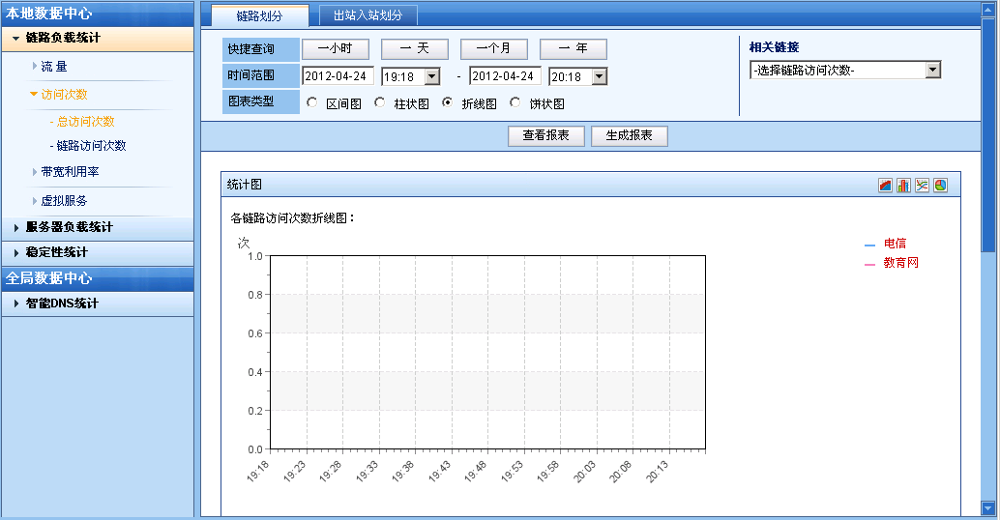 本地数据中心
链路负载统计
流 量
访问次数
- 总访问次数
- 链路访问次数
带宽利用率
虚拟服务
服务器负载统计
稳定性统计
全局数据中心
智能DNS统计
链路划分 出站入站划分
快捷查询 一小时 一 天 一个月 一 年
时间范围 2012-04-24 19:18 - 2012-04-24 20:18
图表类型 区间图 柱状图 折线图 饼状图
相关链接
-选择链路访问次数-
查看报表 生成报表
统计图
各链路访问次数折线图：
次
电信
教育网
1.0
0.8
0.6
0.4
0.2
0.0
19:18 19:23 19:28 19:33 19:38 19:43 19:48 19:53 19:58 20:03 20:08 20:13